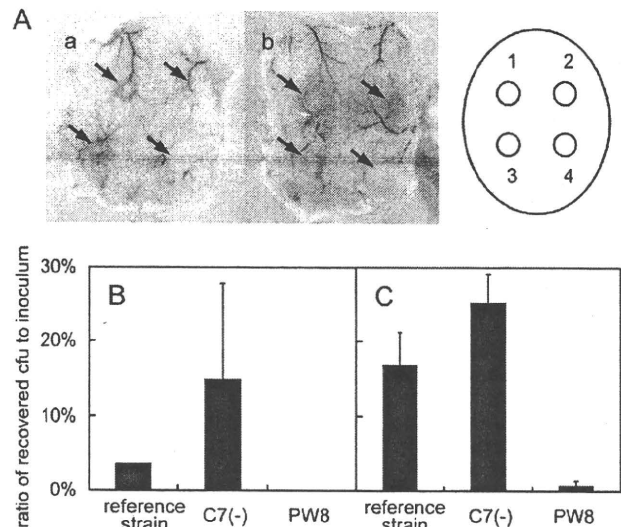 A
a
b
1 2
3 4
ratio of recovered cfu to inoculum
30%
20%
10%
0%
B
C
reference
strain
C7(-)
PW8
reference
strain
C7(-)
PW8